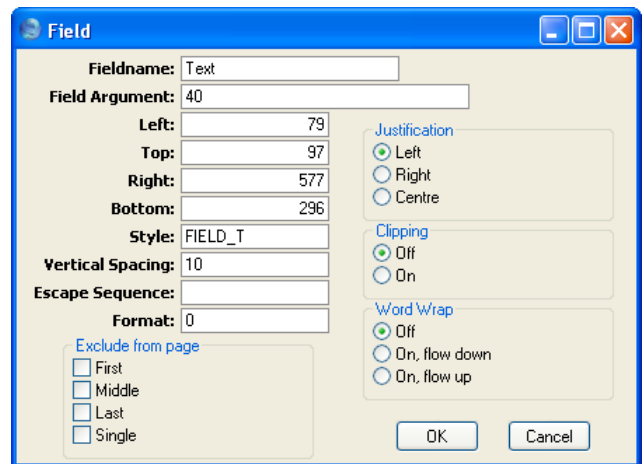 Field
Fieldname: Text
Field Argument: 40
Left: 79
Top: 97
Right: 577
Bottom: 296
Style: FIELD_T
Vertical Spacing: 10
Escape Sequence:
Format: 0
Exclude from page
First
Middle
Last
Single
Justification
Left
Right
Centre
Clipping
Off
On
Word Wrap
Off
On, flow down
On, flow up
OK Cancel